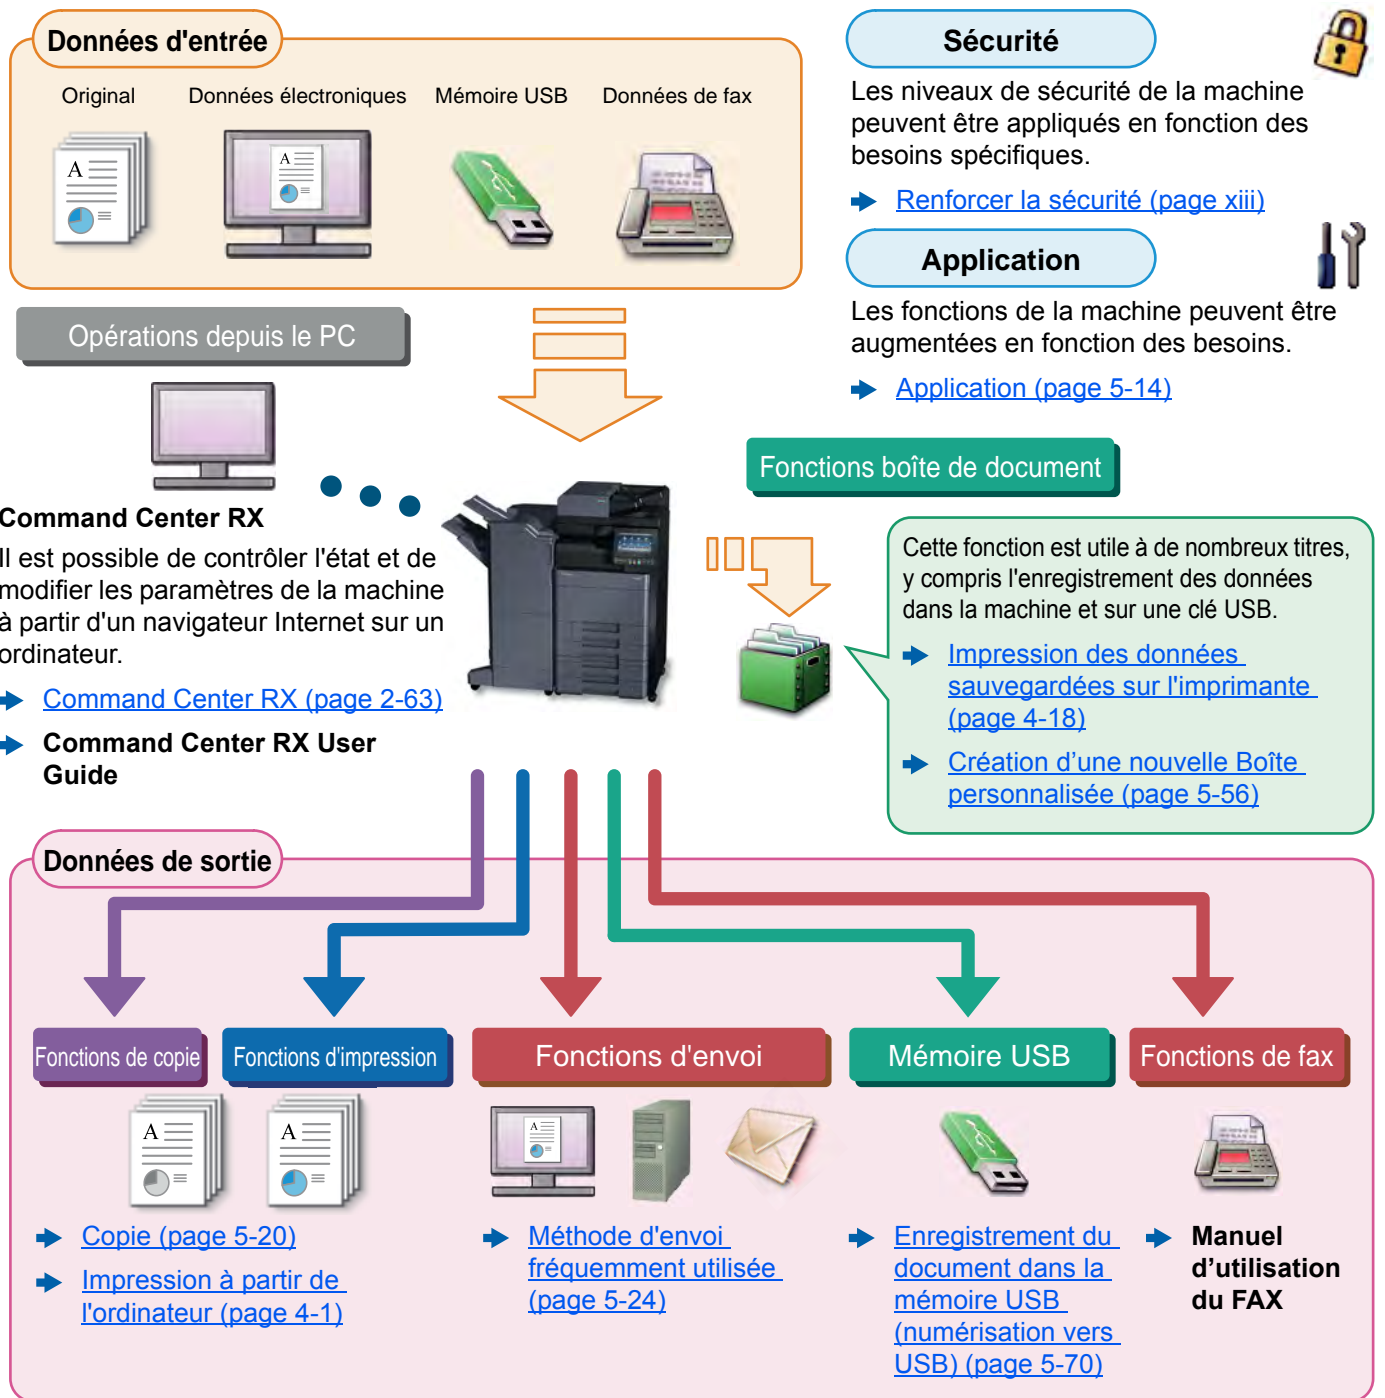 Données d'entrée
Original
Données électroniques
Mémoire USB
Données de fax
Sécurité
Les niveaux de sécurité de la machine
peuvent être appliqués en fonction des
besoins spécifiques.
Renforcer la sécurité (page xiii)
Application
Les fonctions de la machine peuvent être
augmentées en fonction des besoins.
Application (page 5-14)
Opérations depuis le PC
Command Center RX
Il est possible de contrôler l'état et de
modifier les paramètres de la machine
à partir d'un navigateur Internet sur un
ordinateur.
Command Center RX (page 2-63)
Command Center RX User
Guide
Fonctions boîte de document
Cette fonction est utile à de nombreux titres,
y compris l'enregistrement des données
dans la machine et sur une clé USB.
Impression des données
sauvegardées sur l'imprimante
(page 4-18)
Création d’une nouvelle Boîte
personnalisée (page 5-56)
Données de sortie
Fonctions de copie
Fonctions d'impression
Fonctions d'envoi
Mémoire USB
Fonctions de fax
Copie (page 5-20)
Impression à partir de
l'ordinateur (page 4-1)
Méthode d'envoi
fréquemment utilisée
(page 5-24)
Enregistrement du
document dans la
mémoire USB
(numérisation vers
USB) (page 5-70)
Manuel
d’utilisation
du FAX